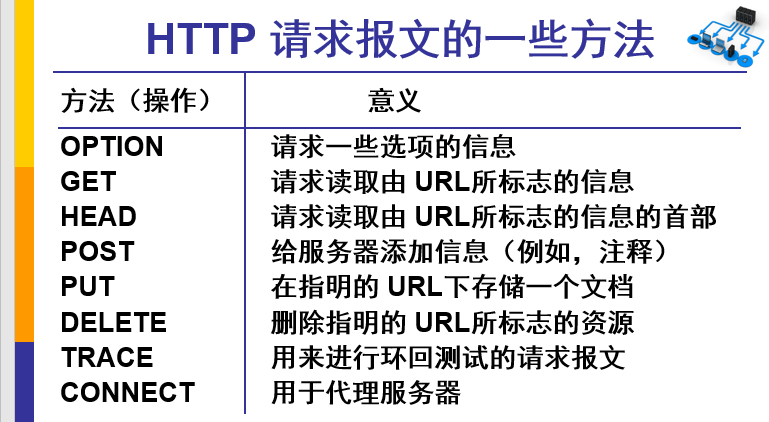 HTTP 请求报文的一些方法
方法（操作） 意义
OPTION 请求一些选项的信息
GET 请求读取由 URL所标志的信息
HEAD 请求读取由 URL所标志的信息的首部
POST 给服务器添加信息（例如，注释）
PUT 在指明的 URL下存储一个文档
DELETE 删除指明的 URL所标志的资源
TRACE 用来进行环回测试的请求报文
CONNECT 用于代理服务器